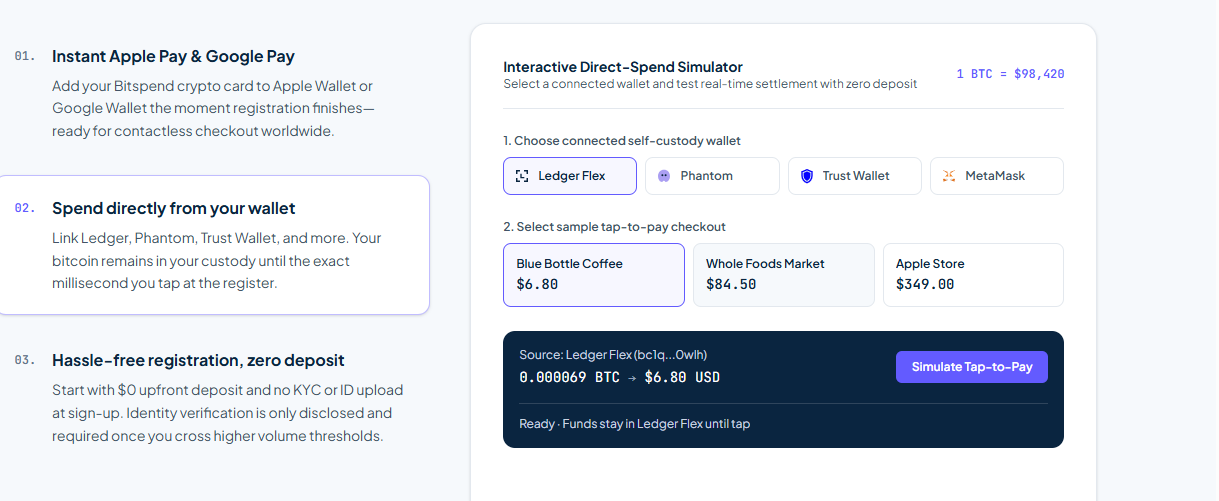 01. Instant Apple Pay & Google Pay
Add your Bitspend crypto card to Apple Wallet or
Google Wallet the moment registration finishes—
ready for contactless checkout worldwide.
02. Spend directly from your wallet
Link Ledger, Phantom, Trust Wallet, and more. Your
bitcoin remains in your custody until the exact
millisecond you tap at the register.
03. Hassle-free registration, zero deposit
Start with $0 upfront deposit and no KYC or ID upload
at sign-up. Identity verification is only disclosed and
required once you cross higher volume thresholds.
Interactive Direct-Spend Simulator
Select a connected wallet and test real-time settlement with zero deposit
1 BTC = $98,420
1. Choose connected self-custody wallet
Ledger Flex
Phantom
Trust Wallet
MetaMask
2. Select sample tap-to-pay checkout
Blue Bottle Coffee
$6.80
Whole Foods Market
$84.50
Apple Store
$349.00
Source: Ledger Flex (bc1q...0wlh)
0.000069 BTC → $6.80 USD
Simulate Tap-to-Pay
Ready · Funds stay in Ledger Flex until tap